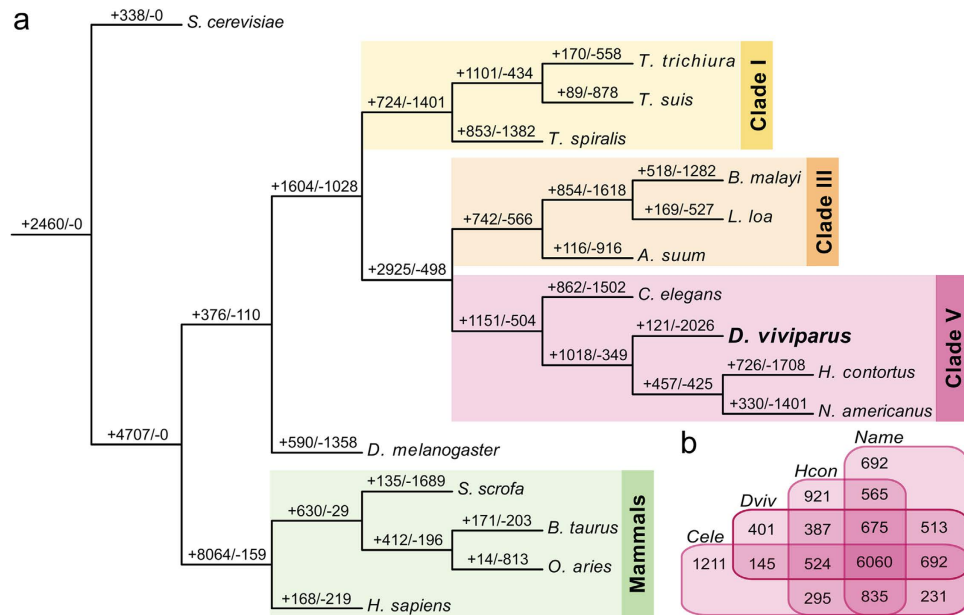 a
+338/-0
S. cerevisiae
+2460/-0
+4707/-0
+376/-110
+1604/-1028
+724/-1401
+1101/-434
+170/-558
T. trichiura
+89/-878
T. suis
+853/-1382
T. spiralis
Clade I
+2925/-498
+742/-566
+854/-1618
+518/-1282
B. malayi
+169/-527
L. loa
+116/-916
A. suum
Clade III
+1151/-504
+862/-1502
C. elegans
+1018/-349
+121/-2026
D. viviparus
+457/-425
+726/-1708
H. contortus
+330/-1401
N. americanus
Clade V
+590/-1358
D. melanogaster
+8064/-159
+630/-29
+135/-1689
S. scrofa
+412/-196
+171/-203
B. taurus
+14/-813
O. aries
+168/-219
H. sapiens
Mammals
b
Name
692
Hcon
921 565
Dviv
401 387 675 513
Cele
1211 145 524 6060 692
295 835 231